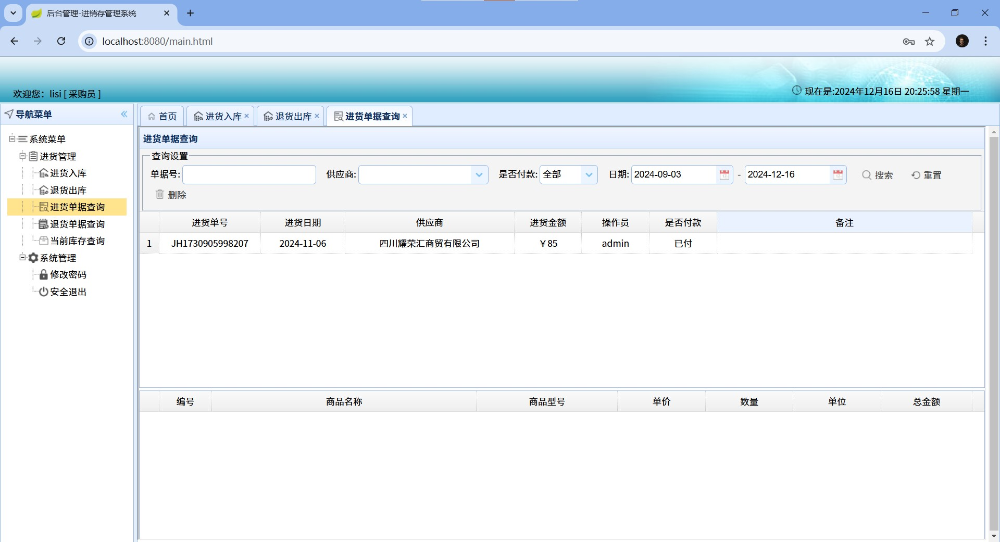 后台管理-进销存管理系统
localhost:8080/main.html
欢迎您：lisi [ 采购员 ]
现在是:2024年12月16日 20:25:58 星期一
导航菜单
首页 进货入库 退货出库 进货单据查询
系统菜单
进货管理
进货入库
退货出库
进货单据查询
退货单据查询
当前库存查询
系统管理
修改密码
安全退出
进货单据查询
查询设置
单据号: 供应商: 是否付款: 全部 日期: 2024-09-03 - 2024-12-16 搜索 重置
删除
进货单号 进货日期 供应商 进货金额 操作员 是否付款 备注
1 JH1730905998207 2024-11-06 四川耀荣汇商贸有限公司 ￥85 admin 已付
编号 商品名称 商品型号 单价 数量 单位 总金额